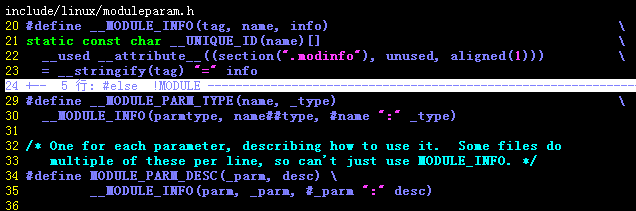 include/linux/moduleparam.h
20 #define __MODULE_INFO(tag, name, info) \
21 static const char __UNIQUE_ID(name)[] \
22   __used __attribute__((section(".modinfo"), unused, aligned(1))) \
23   = __stringify(tag) "=" info
24 +--  5 行: #else  !MODULE ----------------------------------------
29 #define __MODULE_PARM_TYPE(name, _type) \
30   __MODULE_INFO(parmtype, name##type, #name ":" _type)
31
32 /* One for each parameter, describing how to use it.  Some files do
33    multiple of these per line, so can't just use MODULE_INFO. */
34 #define MODULE_PARM_DESC(_parm, desc) \
35         __MODULE_INFO(parm, _parm, #_parm ":" desc)
36